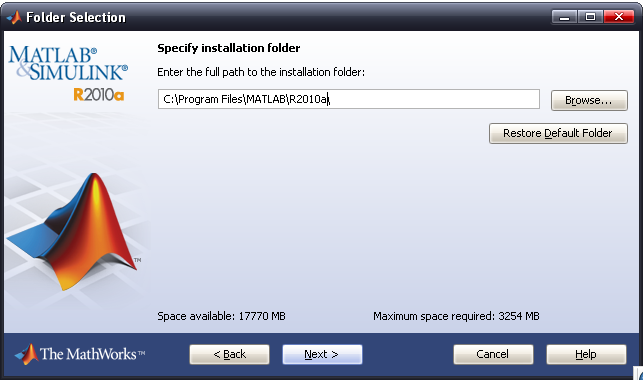 Folder Selection
MATLAB®
&SIMULINK®
R2010a
Specify installation folder
Enter the full path to the installation folder:
C:\Program Files\MATLAB\R2010a\
Browse...
Restore Default Folder
TM
Space available: 17770 MB
Maximum space required: 3254 MB
The MathWorks™
< Back
Next >
Cancel
Help